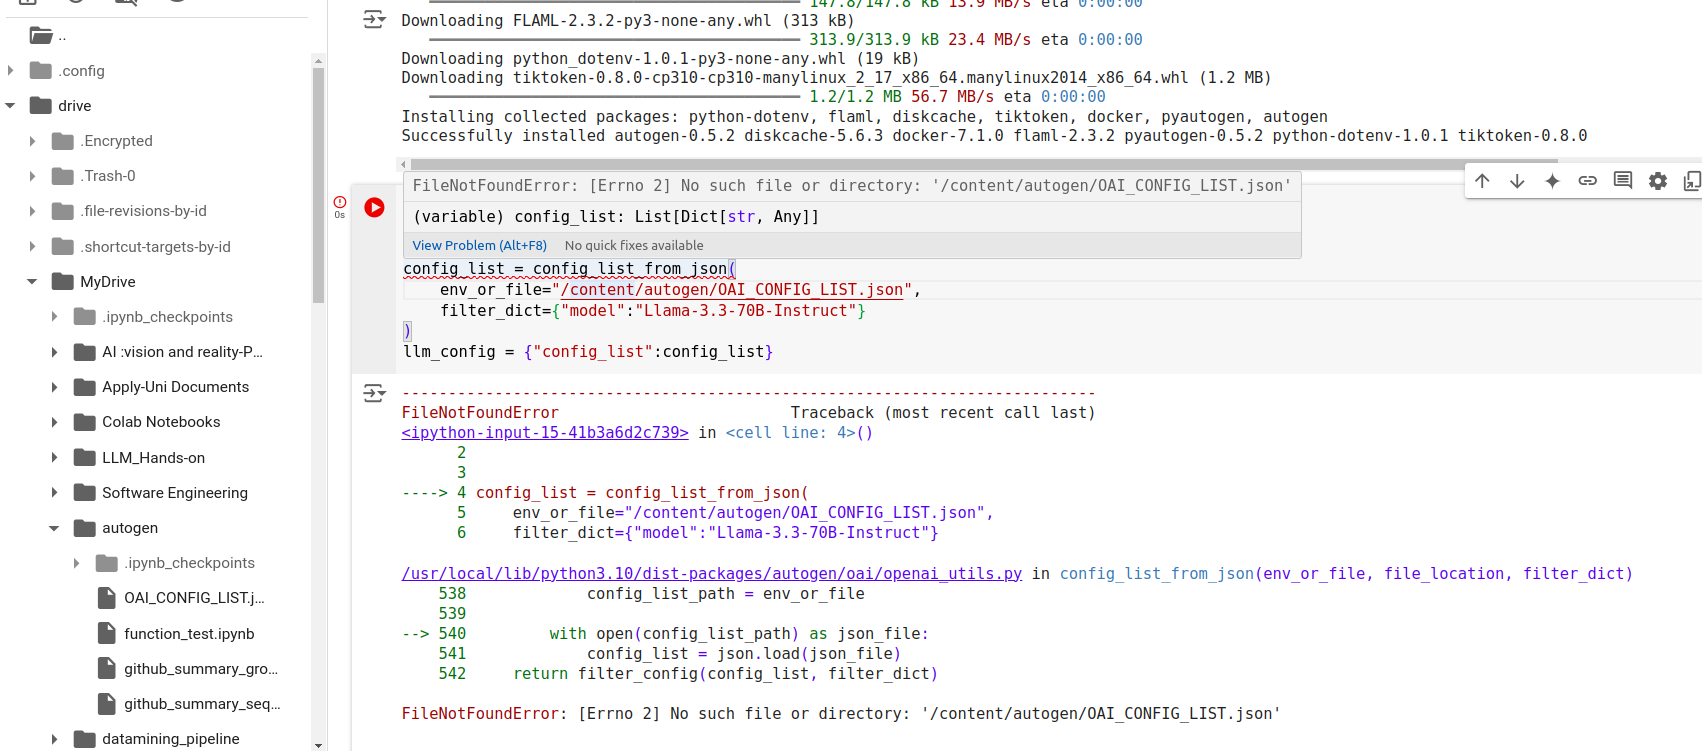 ..
.config
drive
.Encrypted
.Trash-0
.file-revisions-by-id
.shortcut-targets-by-id
MyDrive
.ipynb_checkpoints
AI :vision and reality-P...
Apply-Uni Documents
Colab Notebooks
LLM_Hands-on
Software Engineering
autogen
.ipynb_checkpoints
OAI_CONFIG_LIST.j...
function_test.ipynb
github_summary_gro...
github_summary_seq...
datamining_pipeline
147.8/147.8 kB 13.9 MB/s eta 0:00:00
Downloading FLAML-2.3.2-py3-none-any.whl (313 kB)
313.9/313.9 kB 23.4 MB/s eta 0:00:00
Downloading python_dotenv-1.0.1-py3-none-any.whl (19 kB)
Downloading tiktoken-0.8.0-cp310-cp310-manylinux_2_17_x86_64.manylinux2014_x86_64.whl (1.2 MB)
1.2/1.2 MB 56.7 MB/s eta 0:00:00
Installing collected packages: python-dotenv, flaml, diskcache, tiktoken, docker, pyautogen, autogen
Successfully installed autogen-0.5.2 diskcache-5.6.3 docker-7.1.0 flaml-2.3.2 pyautogen-0.5.2 python-dotenv-1.0.1 tiktoken-0.8.0
0s
FileNotFoundError: [Errno 2] No such file or directory: '/content/autogen/OAI_CONFIG_LIST.json'
(variable) config_list: List[Dict[str, Any]]
View Problem (Alt+F8) No quick fixes available
config_list = config_list_from_json(
env_or_file="/content/autogen/OAI_CONFIG_LIST.json",
filter_dict={"model":"Llama-3.3-70B-Instruct"}
)
llm_config = {"config_list":config_list}
---------------------------------------------------------------------------
FileNotFoundError Traceback (most recent call last)
<ipython-input-15-41b3a6d2c739> in <cell line: 4>()
2
3
----> 4 config_list = config_list_from_json(
5 env_or_file="/content/autogen/OAI_CONFIG_LIST.json",
6 filter_dict={"model":"Llama-3.3-70B-Instruct"}
/usr/local/lib/python3.10/dist-packages/autogen/oai/openai_utils.py in config_list_from_json(env_or_file, file_location, filter_dict)
538 config_list_path = env_or_file
539
--> 540 with open(config_list_path) as json_file:
541 config_list = json.load(json_file)
542 return filter_config(config_list, filter_dict)
FileNotFoundError: [Errno 2] No such file or directory: '/content/autogen/OAI_CONFIG_LIST.json'